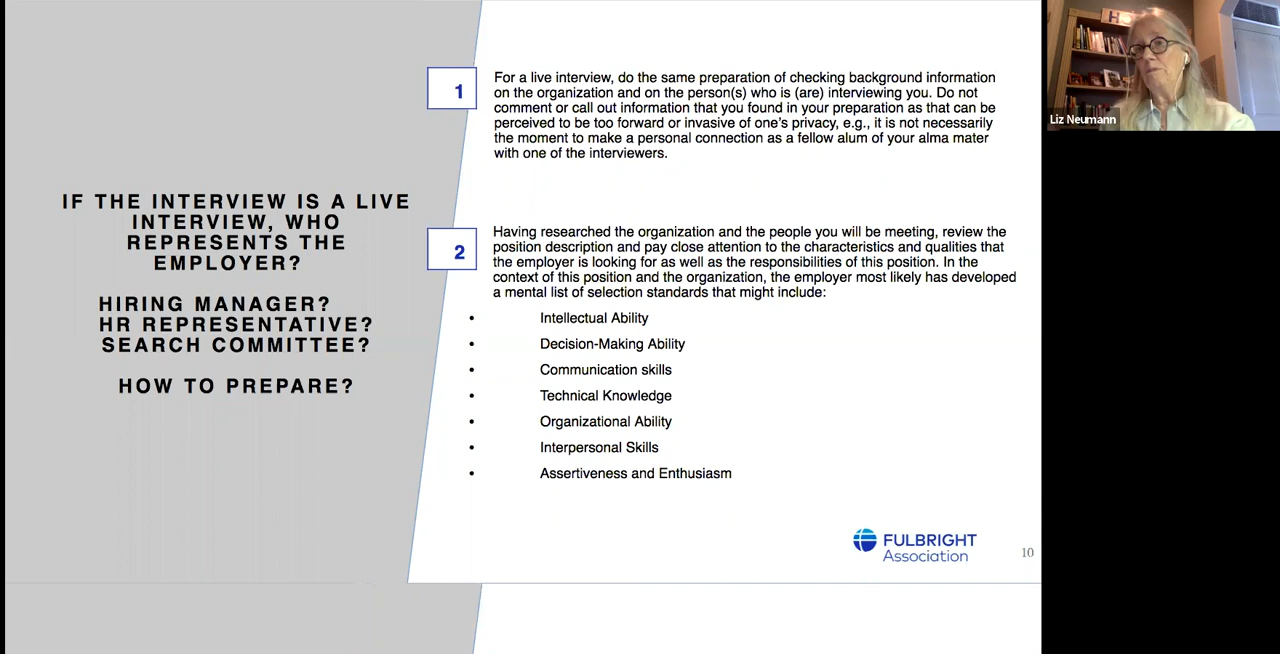 IF THE INTERVIEW IS A LIVE
INTERVIEW, WHO
REPRESENTS THE
EMPLOYER?
HIRING MANAGER?
HR REPRESENTATIVE?
SEARCH COMMITTEE?
HOW TO PREPARE?
1
For a live interview, do the same preparation of checking background information
on the organization and on the person(s) who is (are) interviewing you. Do not
comment or call out information that you found in your preparation as that can be
perceived to be too forward or invasive of one's privacy, e.g., it is not necessarily
the moment to make a personal connection as a fellow alum of your alma mater
with one of the interviewers.
2
Having researched the organization and the people you will be meeting, review the
position description and pay close attention to the characteristics and qualities that
the employer is looking for as well as the responsibilities of this position. In the
context of this position and the organization, the employer most likely has developed
a mental list of selection standards that might include:
• Intellectual Ability
• Decision-Making Ability
• Communication skills
• Technical Knowledge
• Organizational Ability
• Interpersonal Skills
• Assertiveness and Enthusiasm
FULBRIGHT
Association
10
Liz Neumann